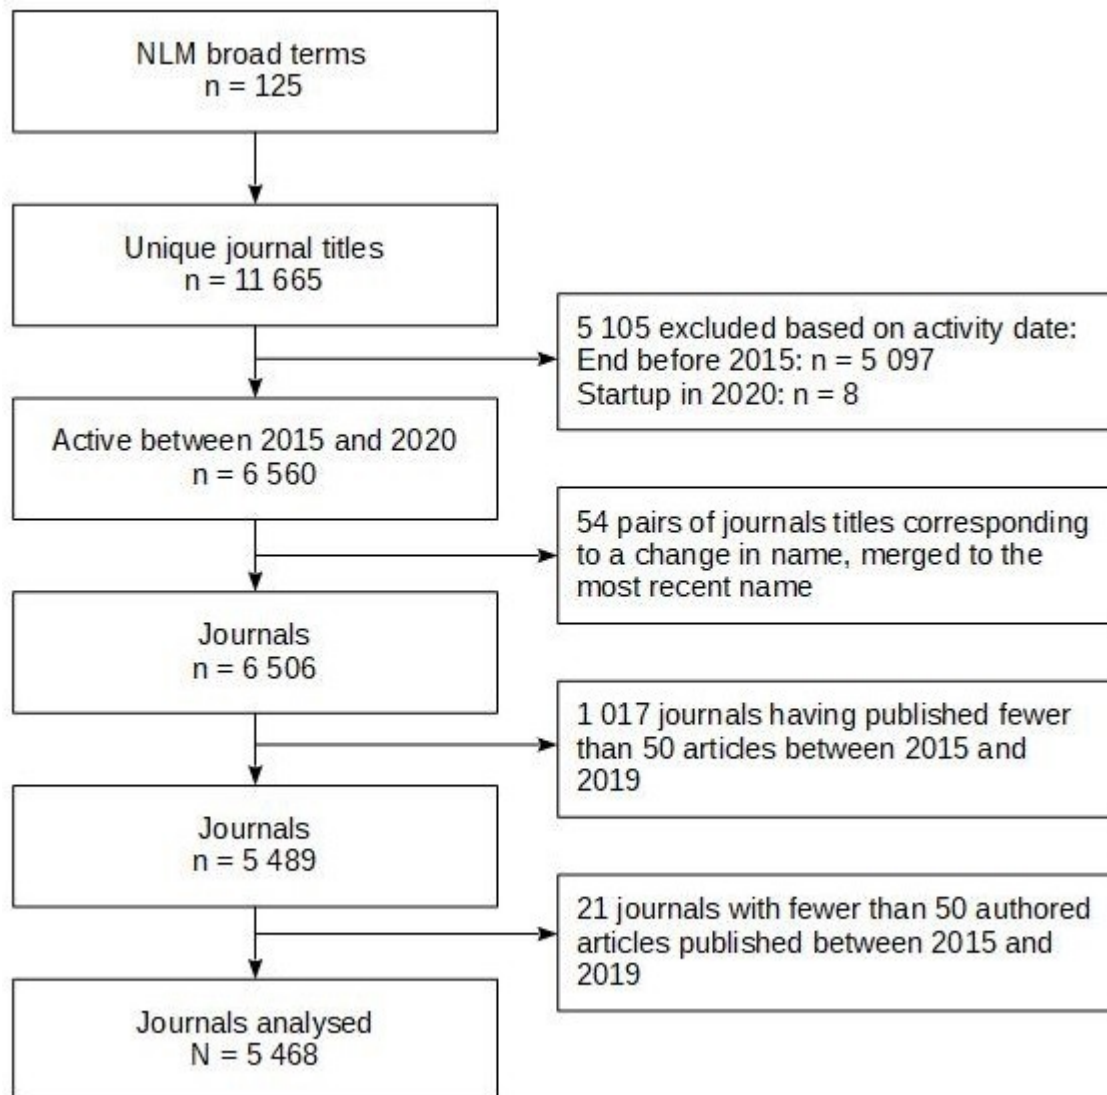 NLM broad terms
n = 125
Unique journal titles
n = 11 665
5 105 excluded based on activity date:
End before 2015: n = 5 097
Startup in 2020: n = 8
Active between 2015 and 2020
n = 6 560
54 pairs of journals titles corresponding
to a change in name, merged to the
most recent name
Journals
n = 6 506
1 017 journals having published fewer
than 50 articles between 2015 and
2019
Journals
n = 5 489
21 journals with fewer than 50 authored
articles published between 2015 and
2019
Journals analysed
N = 5 468